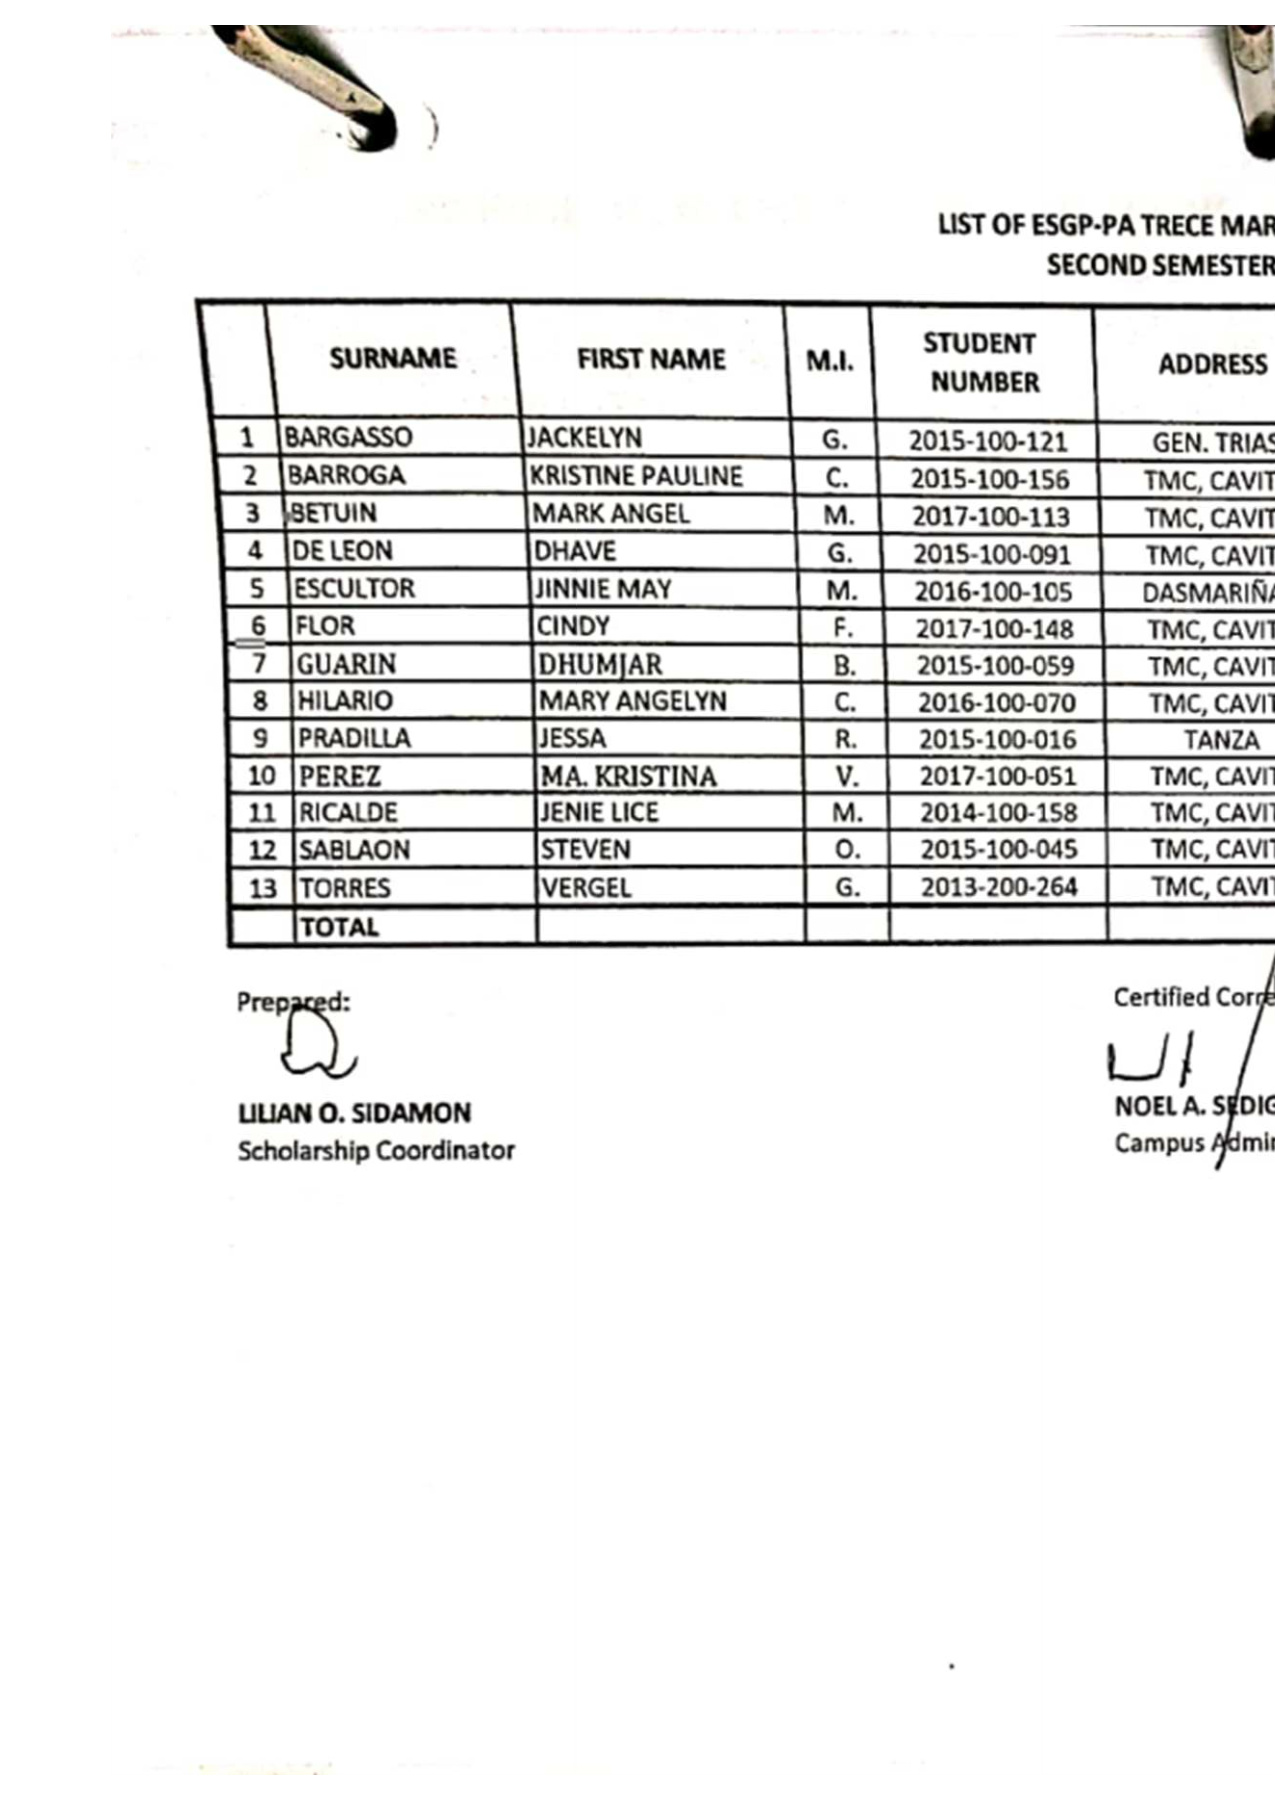 LIST OF ESGP-PA TRECE MAR
SECOND SEMESTER
SURNAME FIRST NAME M.I. STUDENT NUMBER ADDRESS
1 BARGASSO JACKELYN G. 2015-100-121 GEN. TRIAS
2 BARROGA KRISTINE PAULINE C. 2015-100-156 TMC, CAVIT
3 BETUIN MARK ANGEL M. 2017-100-113 TMC, CAVIT
4 DE LEON DHAVE G. 2015-100-091 TMC, CAVIT
5 ESCULTOR JINNIE MAY M. 2016-100-105 DASMARIÑA
6 FLOR CINDY F. 2017-100-148 TMC, CAVIT
7 GUARIN DHUMJAR B. 2015-100-059 TMC, CAVIT
8 HILARIO MARY ANGELYN C. 2016-100-070 TMC, CAVIT
9 PRADILLA JESSA R. 2015-100-016 TANZA
10 PEREZ MA. KRISTINA V. 2017-100-051 TMC, CAVIT
11 RICALDE JENIE LICE M. 2014-100-158 TMC, CAVIT
12 SABLAON STEVEN O. 2015-100-045 TMC, CAVIT
13 TORRES VERGEL G. 2013-200-264 TMC, CAVIT
TOTAL
Prepared: Certified Corre
LILIAN O. SIDAMON NOEL A. SEDIG
Scholarship Coordinator Campus Admin